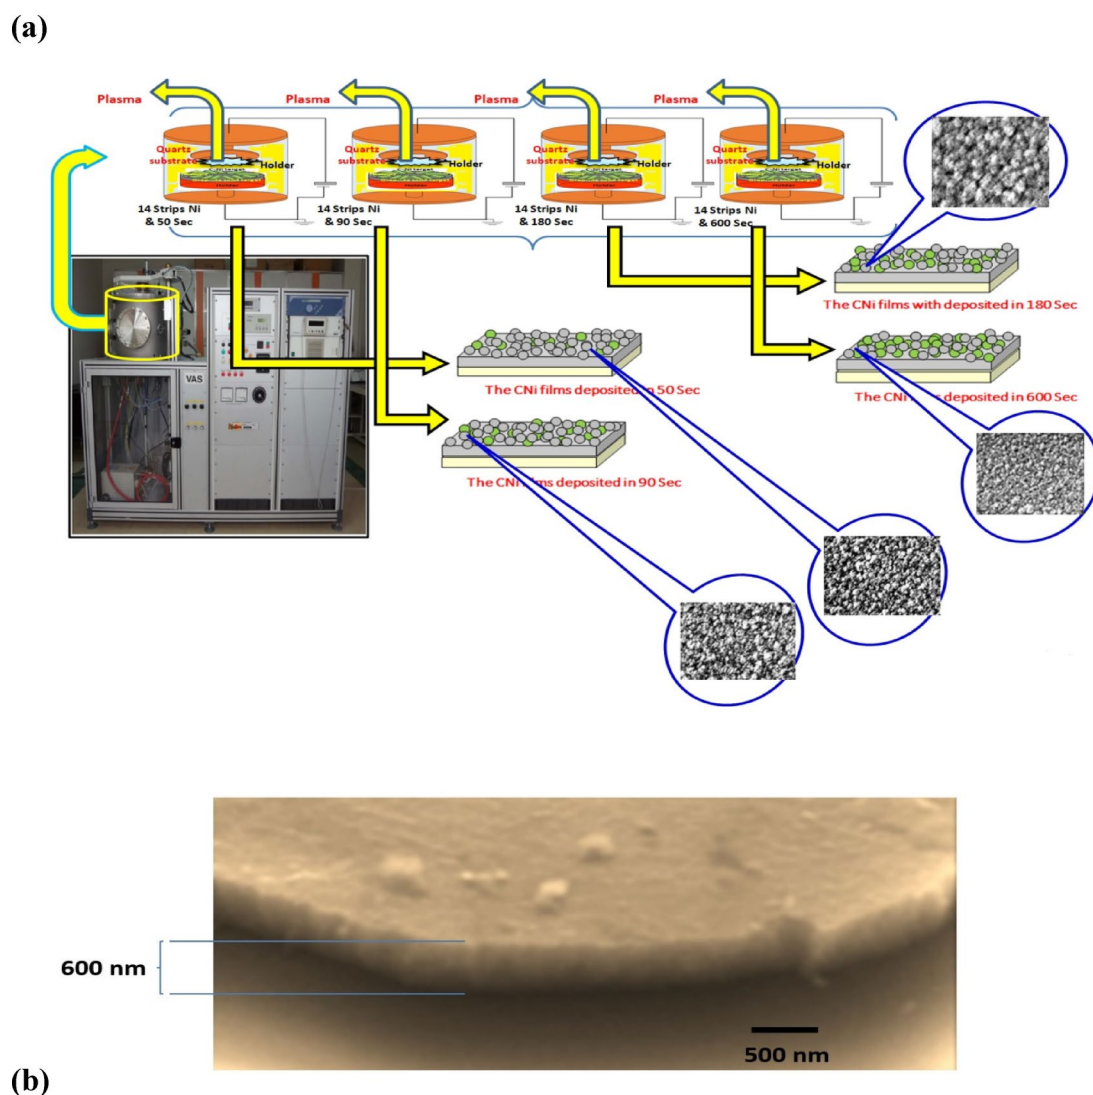 (a)
Plasma
Plasma
Plasma
Plasma
Quartz
substrate
Holder
Quartz
substrate
Holder
Quartz
substrate
Holder
Quartz
substrate
Holder
14 Strips Ni
& 50 Sec
14 Strips Ni
& 90 Sec
14 Strips Ni
& 180 Sec
14 Strips Ni
& 600 Sec
VAS
The CNi films with deposited in 180 Sec
The CNi films deposited in 50 Sec
The CNi films deposited in 600 Sec
The CNi films deposited in 90 Sec
600 nm
500 nm
(b)